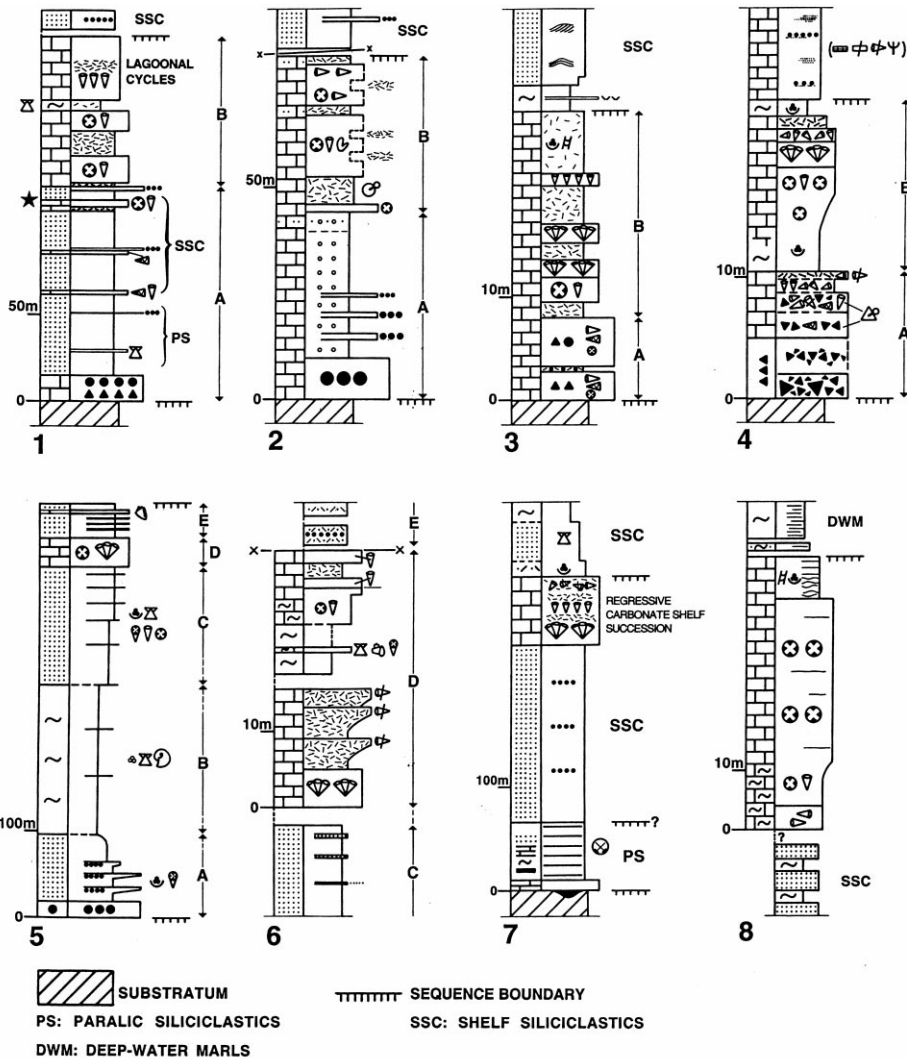 SSC
LAGOONAL
CYCLES
B
SSC
PS
A
50m
0
1
SSC
x
x
B
50m
A
0
2
SSC
B
10m
A
0
3
B
10m
A
0
4
E
D
C
B
100m
A
0
5
E
x
x
D
10m
0
C
6
SSC
REGRESSIVE
CARBONATE SHELF
SUCCESSION
SSC
100m
?
PS
0
7
DWM
10m
0
?
SSC
8
SUBSTRATUM
SEQUENCE BOUNDARY
PS: PARALIC SILICICLASTICS
SSC: SHELF SILICICLASTICS
DWM: DEEP-WATER MARLS